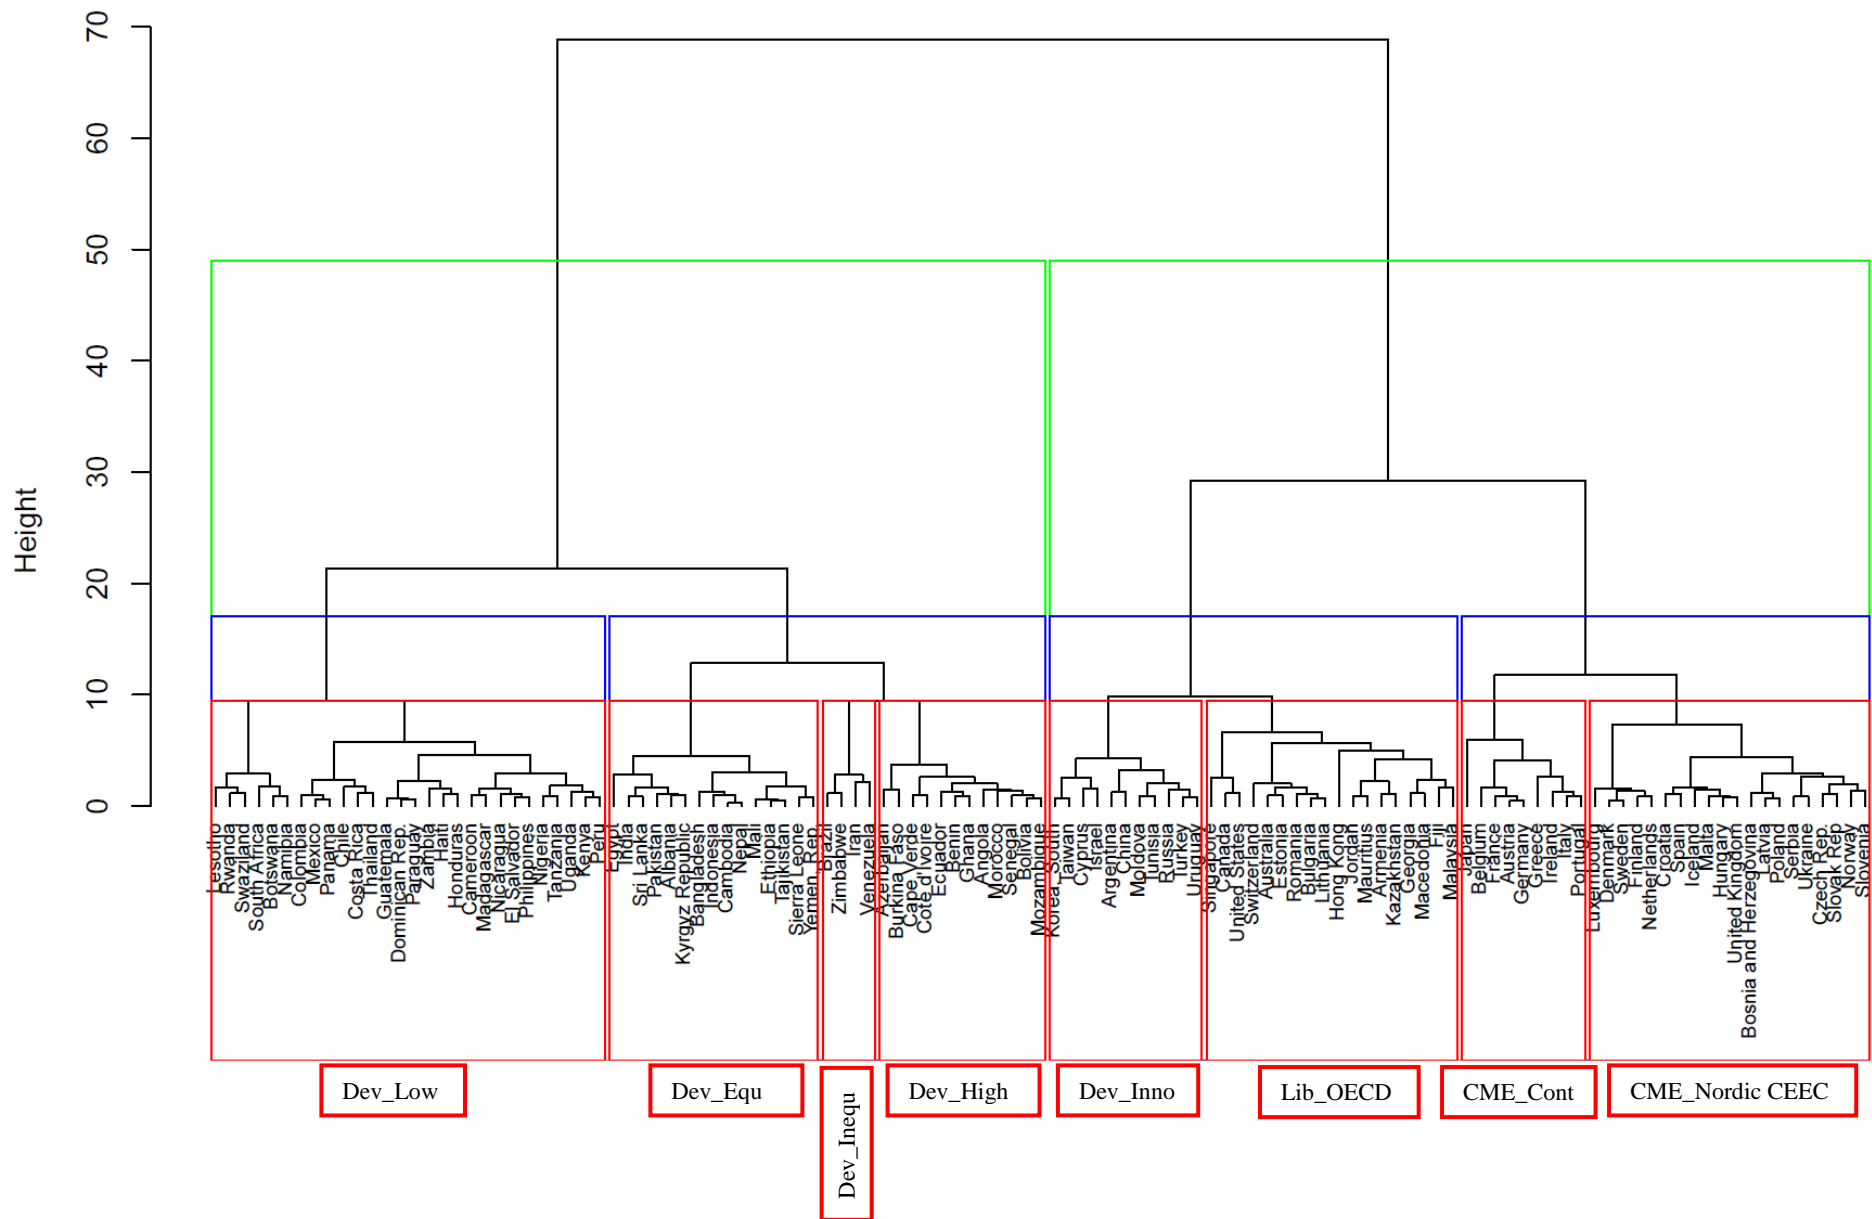 70
60
50
40
30
20
10
0
Height
Lesotho
Rwanda
Swaziland
South Africa
Botswana
Namibia
Colombia
Mexico
Panama
Chile
Costa Rica
Thailand
Guatemala
Dominican Rep.
Paraguay
Zambia
Haiti
Honduras
Cameroon
Madagascar
Nicaragua
El Salvador
Philippines
Nigeria
Tanzania
Uganda
Kenya
Peru
Egypt
India
Sri Lanka
Pakistan
Albania
Kyrgyz Republic
Bangladesh
Indonesia
Cambodia
Nepal
Mali
Ethiopia
Tajikistan
Sierra Leone
Yemen, Rep.
Brazil
Zimbabwe
Iran
Venezuela
Azerbaijan
Burkina Faso
Cape Verde
Cote d'Ivoire
Ecuador
Benin
Ghana
Angola
Morocco
Senegal
Bolivia
Mozambique
Korea_South
Taiwan
Cyprus
Israel
Argentina
China
Moldova
Tunisia
Russia
Turkey
Uruguay
Singapore
Canada
United States
Switzerland
Australia
Estonia
Romania
Bulgaria
Lithuania
Hong Kong
Jordan
Mauritius
Armenia
Kazakhstan
Georgia
Macedonia
Fiji
Malaysia
Japan
Belgium
France
Austria
Germany
Greece
Ireland
Italy
Portugal
Luxembourg
Denmark
Sweden
Finland
Netherlands
Croatia
Spain
Iceland
Malta
Hungary
United Kingdom
Bosnia and Herzegovina
Latvia
Poland
Serbia
Ukraine
Czech Rep.
Slovak Rep
Norway
Slovenia
Dev_Low
Dev_Equ
Dev_Inequ
Dev_High
Dev_Inno
Lib_OECD
CME_Cont
CME_Nordic CEEC